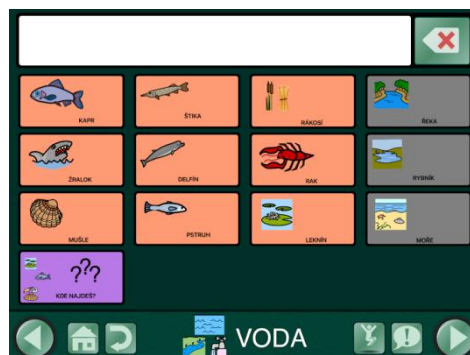 KAPR
ŠTIKA
RÁKOSÍ
ŘEKA
ŽRALOK
DELFÍN
RAK
RYBNÍK
MUŠLE
PSTRUH
LEKNÍN
MOŘE
???
KDE NAJDEŠ?
VODA